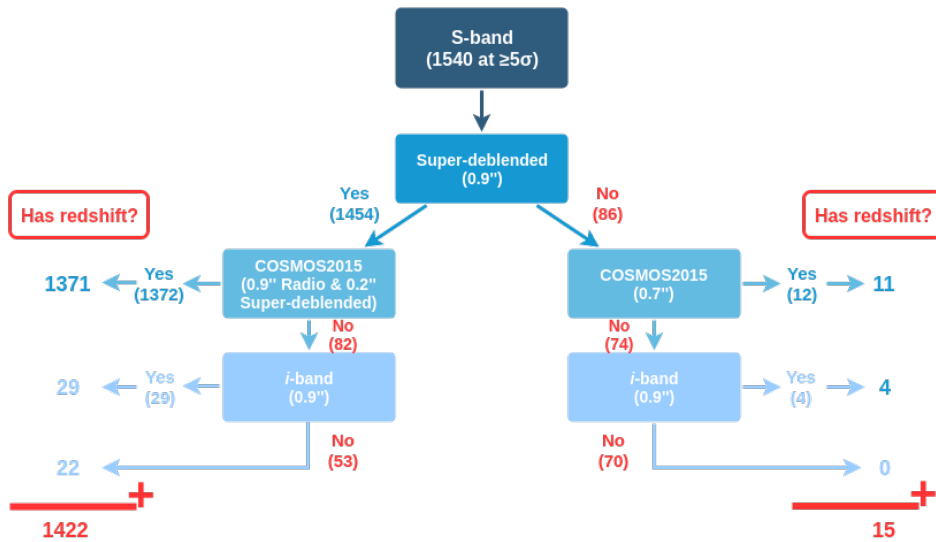 S-band
(1540 at ≥5σ)
Super-deblended
(0.9")
Yes
(1454)
No
(86)
Has redshift?
Has redshift?
COSMOS2015
(0.9" Radio & 0.2"
Super-deblended)
COSMOS2015
(0.7")
1371
Yes
(1372)
Yes
(12)
11
No
(82)
No
(74)
29
Yes
(29)
i-band
(0.9")
i-band
(0.9")
Yes
(4)
4
No
(53)
No
(70)
22
0
+
+
1422
15